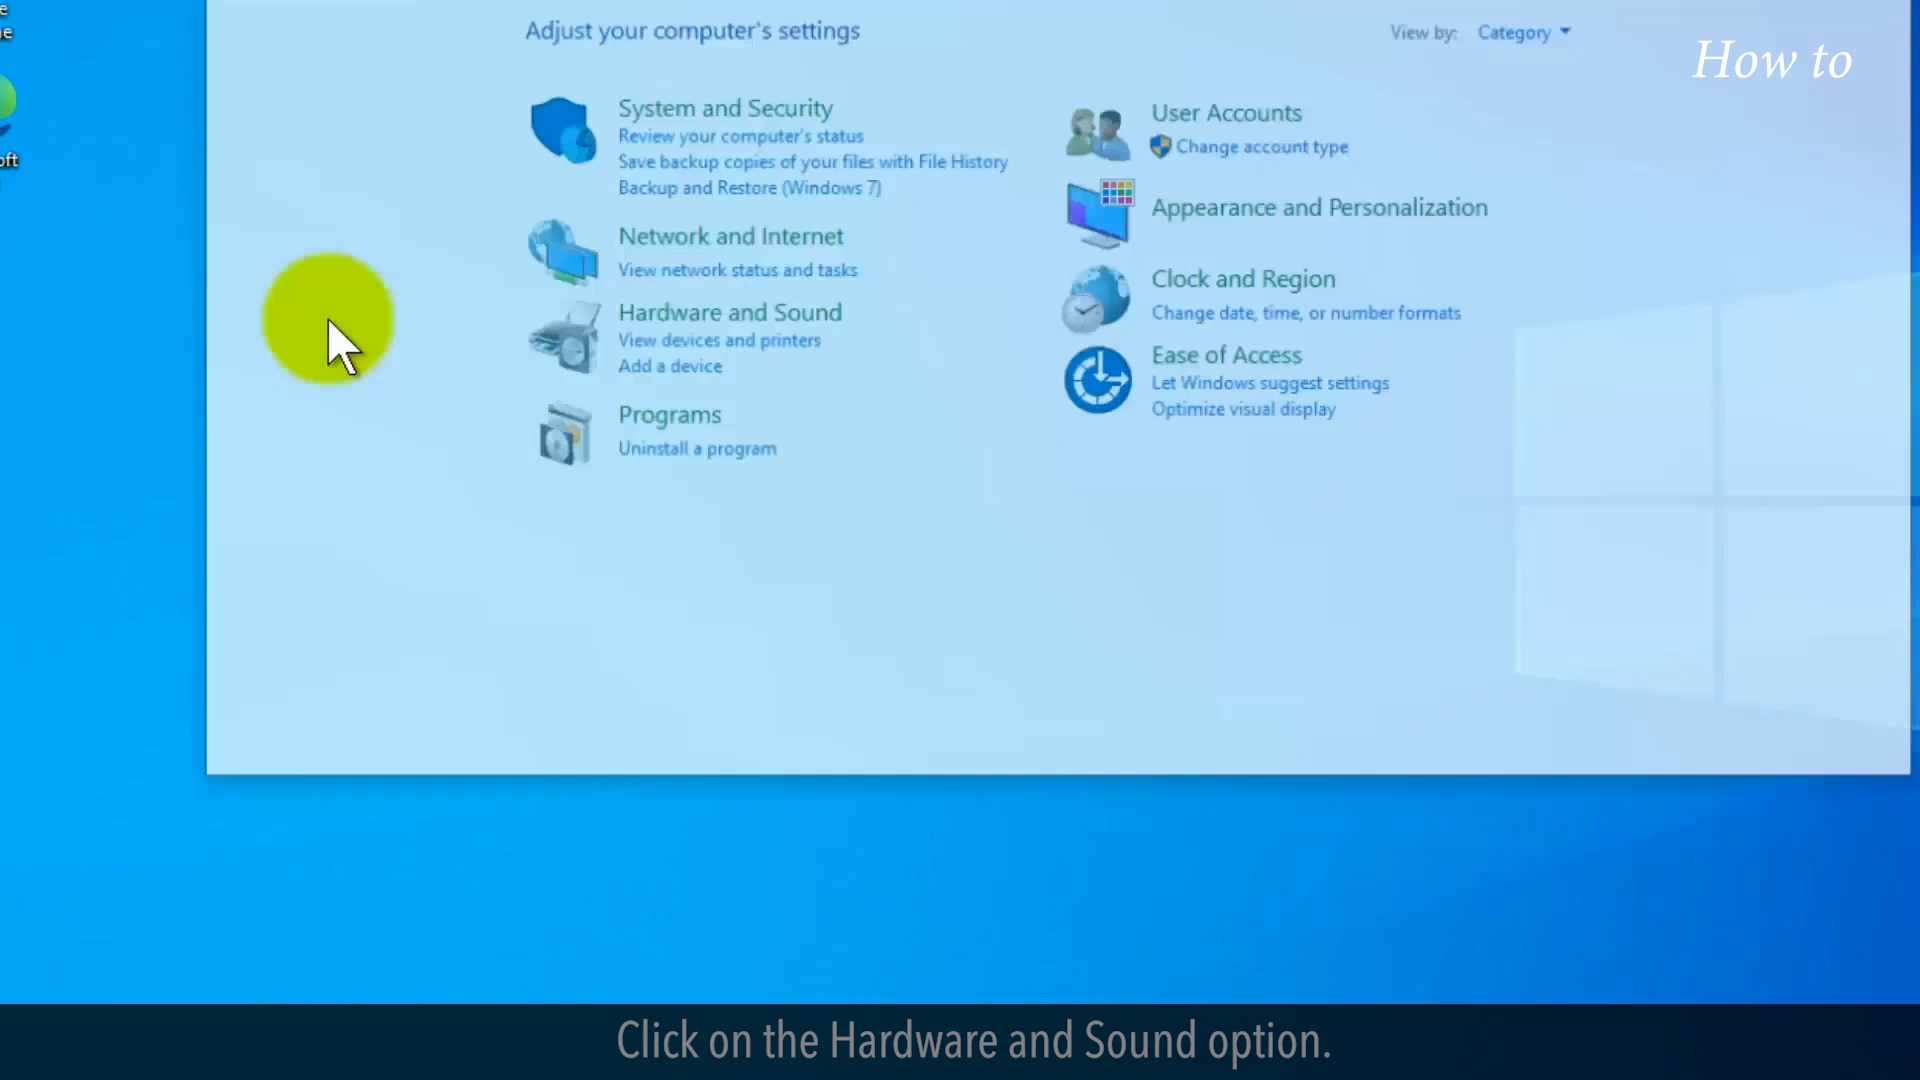 e
e
oft
Adjust your computer's settings
View by: Category
How to
System and Security
Review your computer's status
Save backup copies of your files with File History
Backup and Restore (Windows 7)
Network and Internet
View network status and tasks
Hardware and Sound
View devices and printers
Add a device
Programs
Uninstall a program
User Accounts
Change account type
Appearance and Personalization
Clock and Region
Change date, time, or number formats
Ease of Access
Let Windows suggest settings
Optimize visual display
Click on the Hardware and Sound option.